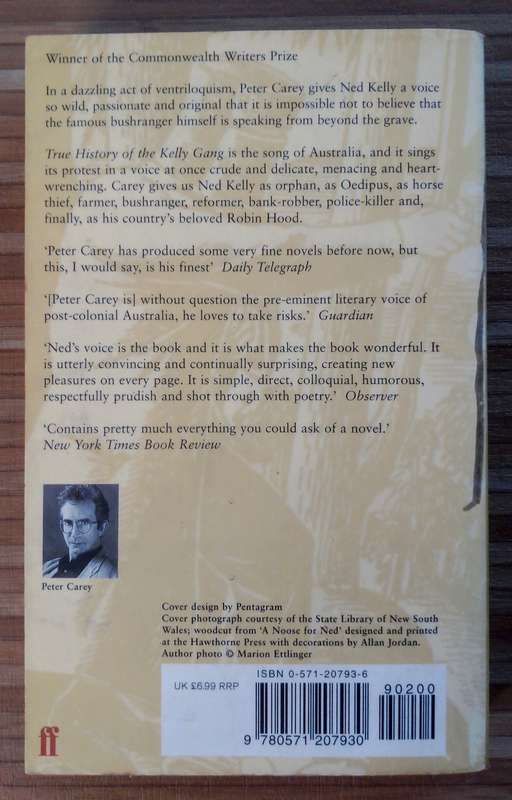 Winner of the Commonwealth Writers Prize
In a dazzling act of ventriloquism, Peter Carey gives Ned Kelly a voice
so wild, passionate and original that it is impossible not to believe that
the famous bushranger himself is speaking from beyond the grave.
True History of the Kelly Gang is the song of Australia, and it sings
its protest in a voice at once crude and delicate, menacing and heart-
wrenching. Carey gives us Ned Kelly as orphan, as Oedipus, as horse
thief, farmer, bushranger, reformer, bank-robber, police-killer and,
finally, as his country's beloved Robin Hood.
‘Peter Carey has produced some very fine novels before now, but
this, I would say, is his finest’ Daily Telegraph
‘[Peter Carey is] without question the pre-eminent literary voice of
post-colonial Australia, he loves to take risks.’ Guardian
‘Ned's voice is the book and it is what makes the book wonderful. It
is utterly convincing and continually surprising, creating new
pleasures on every page. It is simple, direct, colloquial, humorous,
respectfully prudish and shot through with poetry.’ Observer
‘Contains pretty much everything you could ask of a novel.’
New York Times Book Review
Peter Carey
Cover design by Pentagram
Cover photograph courtesy of the State Library of New South
Wales; woodcut from ‘A Noose for Ned’ designed and printed
at the Hawthorne Press with decorations by Allan Jordan.
Author photo © Marion Ettlinger
ISBN 0-571-20793-6
UK £6.99 RRP
90200
9 780571 207930
ff